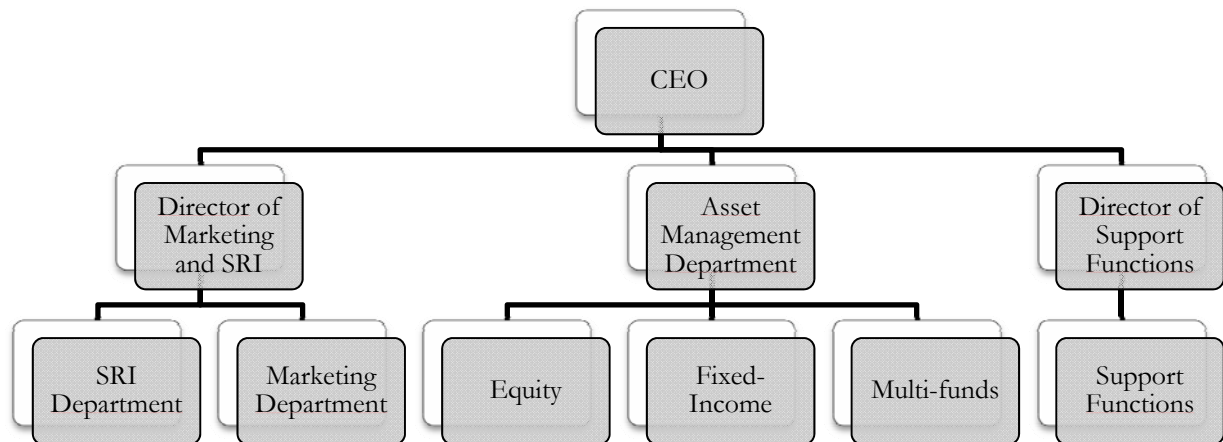 CEO
Director of
Marketing
and SRI
Asset
Management
Department
Director of
Support
Functions
SRI
Department
Marketing
Department
Equity
Fixed-
Income
Multi-funds
Support
Functions